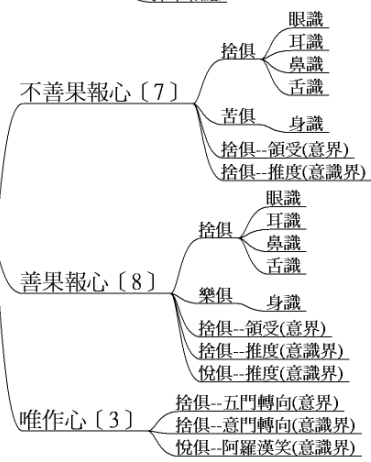 眼識
耳識
捨俱
鼻識
舌識
不善果報心〔7〕
苦俱
身識
捨俱--領受(意界)
捨俱--推度(意識界)
眼識
耳識
捨俱
鼻識
舌識
善果報心〔8〕
樂俱
身識
捨俱--領受(意界)
捨俱--推度(意識界)
悅俱--推度(意識界)
捨俱--五門轉向(意界)
唯作心〔3〕
捨俱--意門轉向(意識界)
悅俱--阿羅漢笑(意識界)